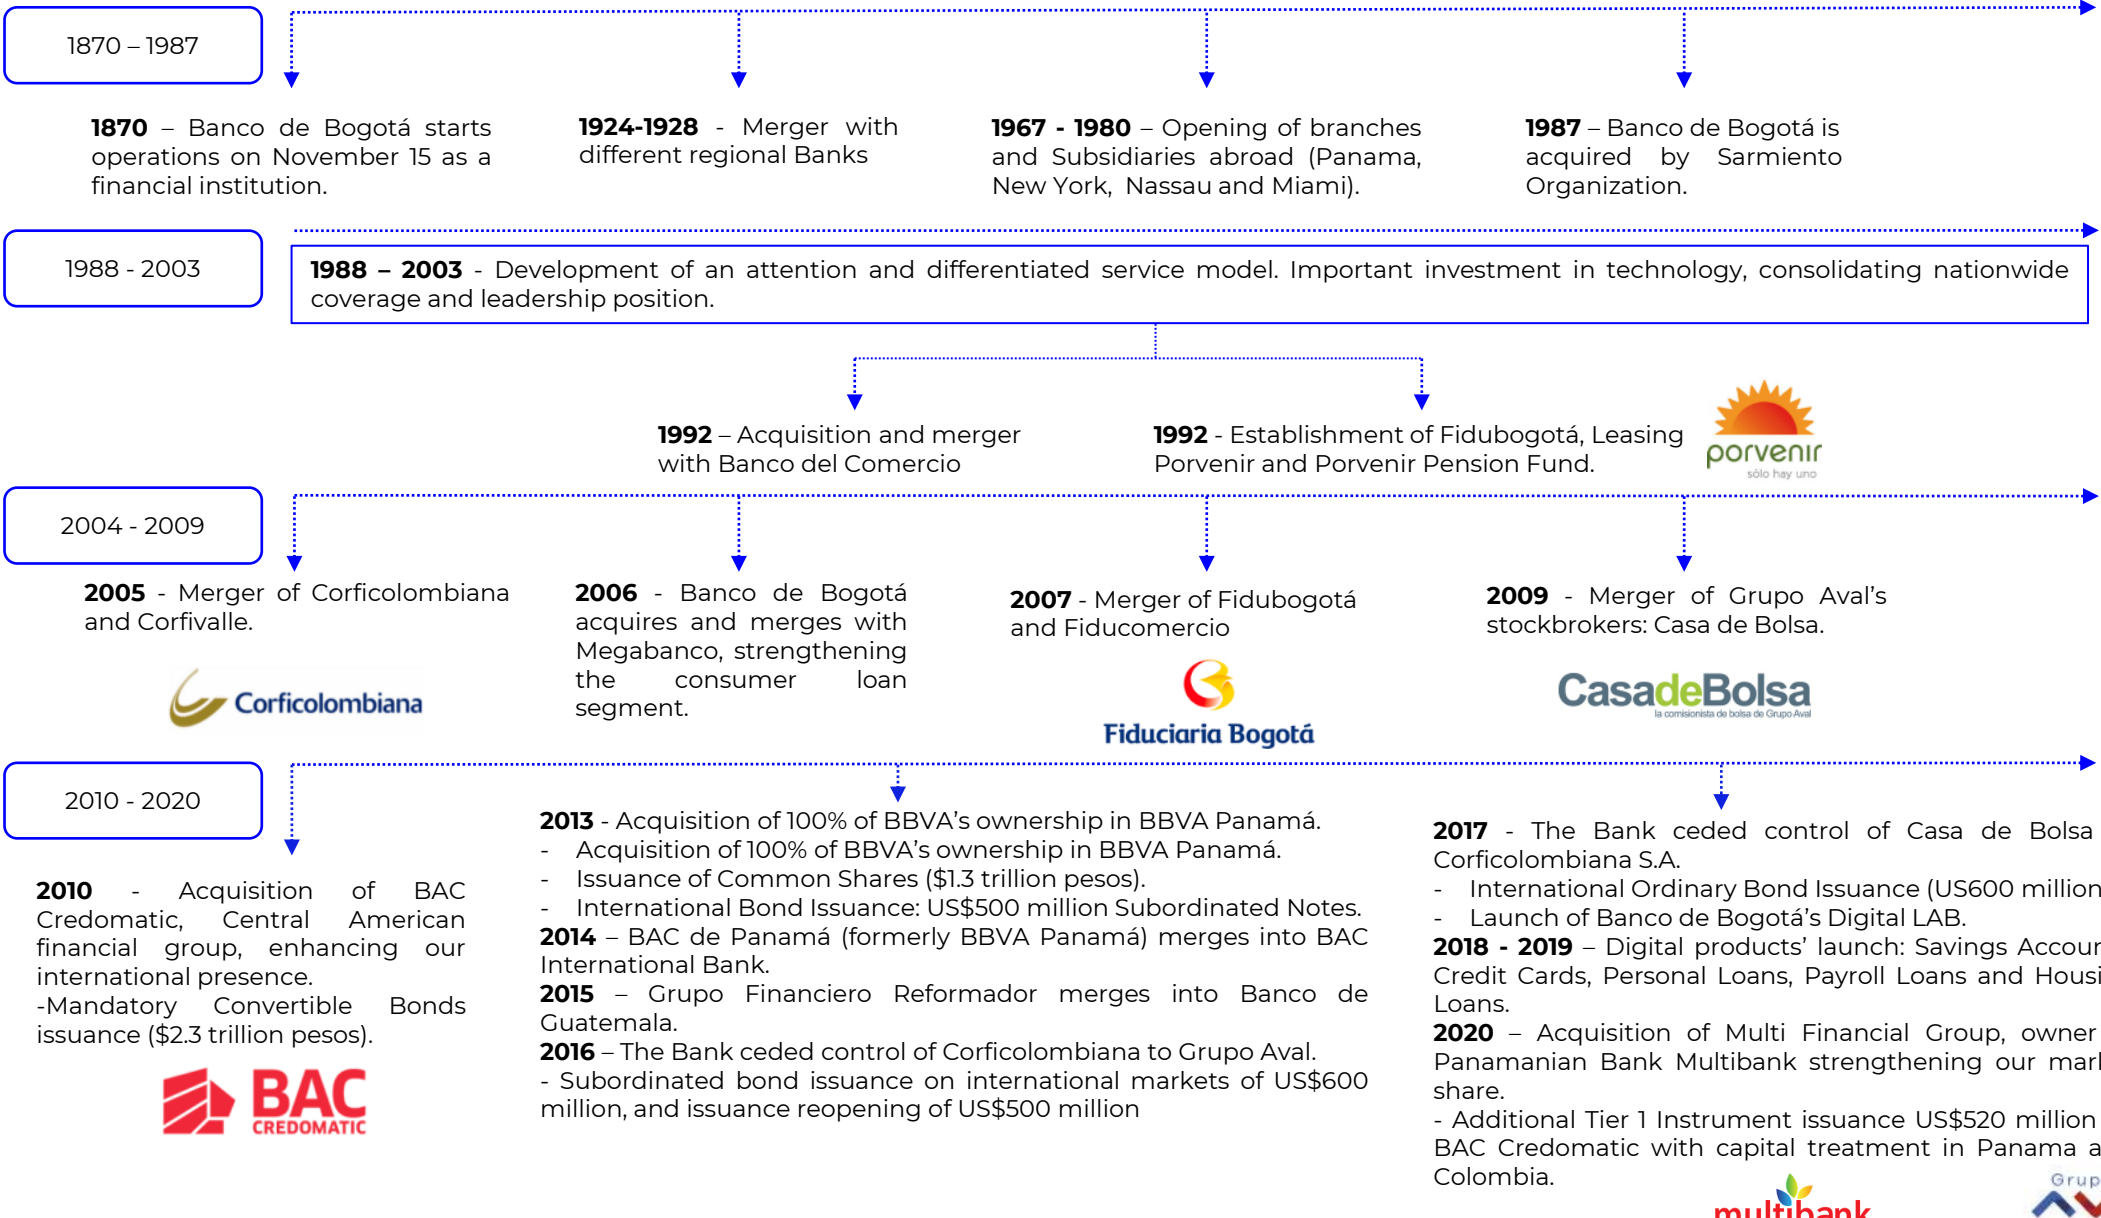 1870 – 1987
1870 – Banco de Bogotá starts
operations on November 15 as a
financial institution.
1924-1928 - Merger with
different regional Banks
1967 - 1980 – Opening of branches
and Subsidiaries abroad (Panama,
New York, Nassau and Miami).
1987 – Banco de Bogotá is
acquired by Sarmiento
Organization.
1988 - 2003
1988 – 2003 - Development of an attention and differentiated service model. Important investment in technology, consolidating nationwide
coverage and leadership position.
1992 – Acquisition and merger
with Banco del Comercio
1992 - Establishment of Fidubogotá, Leasing
Porvenir and Porvenir Pension Fund.
porvenir
sólo hay uno
2004 - 2009
2005 - Merger of Corficolombiana
and Corfivalle.
Corficolombiana
2006 - Banco de Bogotá
acquires and merges with
Megabanco, strengthening
the consumer loan
segment.
2007 - Merger of Fidubogotá
and Fiducomercio
Fiduciaria Bogotá
2009 - Merger of Grupo Aval's
stockbrokers: Casa de Bolsa.
CasadeBolsa
la comisionista de bolsa de Grupo Aval
2010 - 2020
2010 - Acquisition of BAC
Credomatic, Central American
financial group, enhancing our
international presence.
-Mandatory Convertible Bonds
issuance ($2.3 trillion pesos).
BAC
CREDOMATIC
2013 - Acquisition of 100% of BBVA's ownership in BBVA Panamá.
- Acquisition of 100% of BBVA's ownership in BBVA Panamá.
- Issuance of Common Shares ($1.3 trillion pesos).
- International Bond Issuance: US$500 million Subordinated Notes.
2014 – BAC de Panamá (formerly BBVA Panamá) merges into BAC
International Bank.
2015 – Grupo Financiero Reformador merges into Banco de
Guatemala.
2016 – The Bank ceded control of Corficolombiana to Grupo Aval.
- Subordinated bond issuance on international markets of US$600
million, and issuance reopening of US$500 million
2017 - The Bank ceded control of Casa de Bolsa
Corficolombiana S.A.
- International Ordinary Bond Issuance (US600 million
- Launch of Banco de Bogotá's Digital LAB.
2018 - 2019 – Digital products' launch: Savings
Credit Cards, Personal Loans, Payroll Loans and
Loans.
2020 – Acquisition of Multi Financial Group, owner
Panamanian Bank Multibank strengthening our
share.
- Additional Tier 1 Instrument issuance US$520 million
BAC Credomatic with capital treatment in Panama
Colombia.
multibank